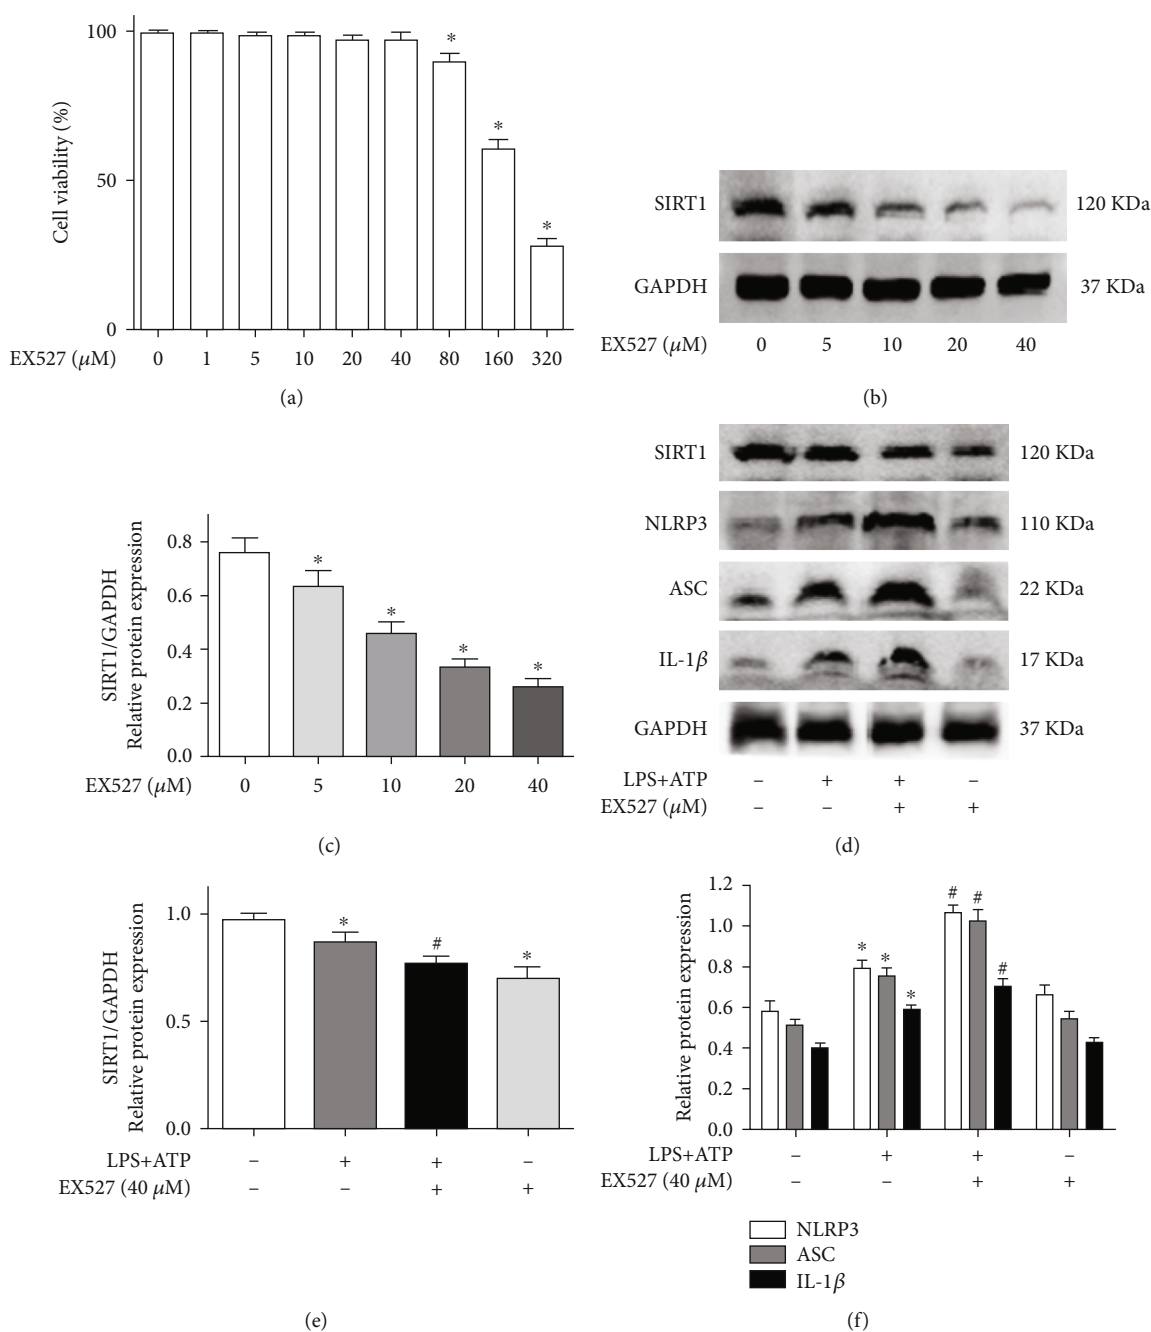 100
50
0
Cell viability (%)
* * *
EX527 (μM) 0 1 5 10 20 40 80 160 320
(a)
SIRT1 120 KDa
GAPDH 37 KDa
EX527 (μM) 0 5 10 20 40
(b)
0.8
0.6
0.4
0.2
0.0
SIRT1/GAPDH
Relative protein expression
* * * *
EX527 (μM) 0 5 10 20 40
(c)
SIRT1 120 KDa
NLRP3 110 KDa
ASC 22 KDa
IL-1β 17 KDa
GAPDH 37 KDa
LPS+ATP – + + –
EX527 (μM) – – + +
(d)
1.0
0.5
0.0
SIRT1/GAPDH
Relative protein expression
* # *
LPS+ATP – + + –
EX527 (40 μM) – – + +
(e)
1.2
1.0
0.8
0.6
0.4
0.2
0.0
Relative protein expression
* * * # # #
LPS+ATP – + + –
EX527 (40 μM) – – + +
NLRP3
ASC
IL-1β
(f)